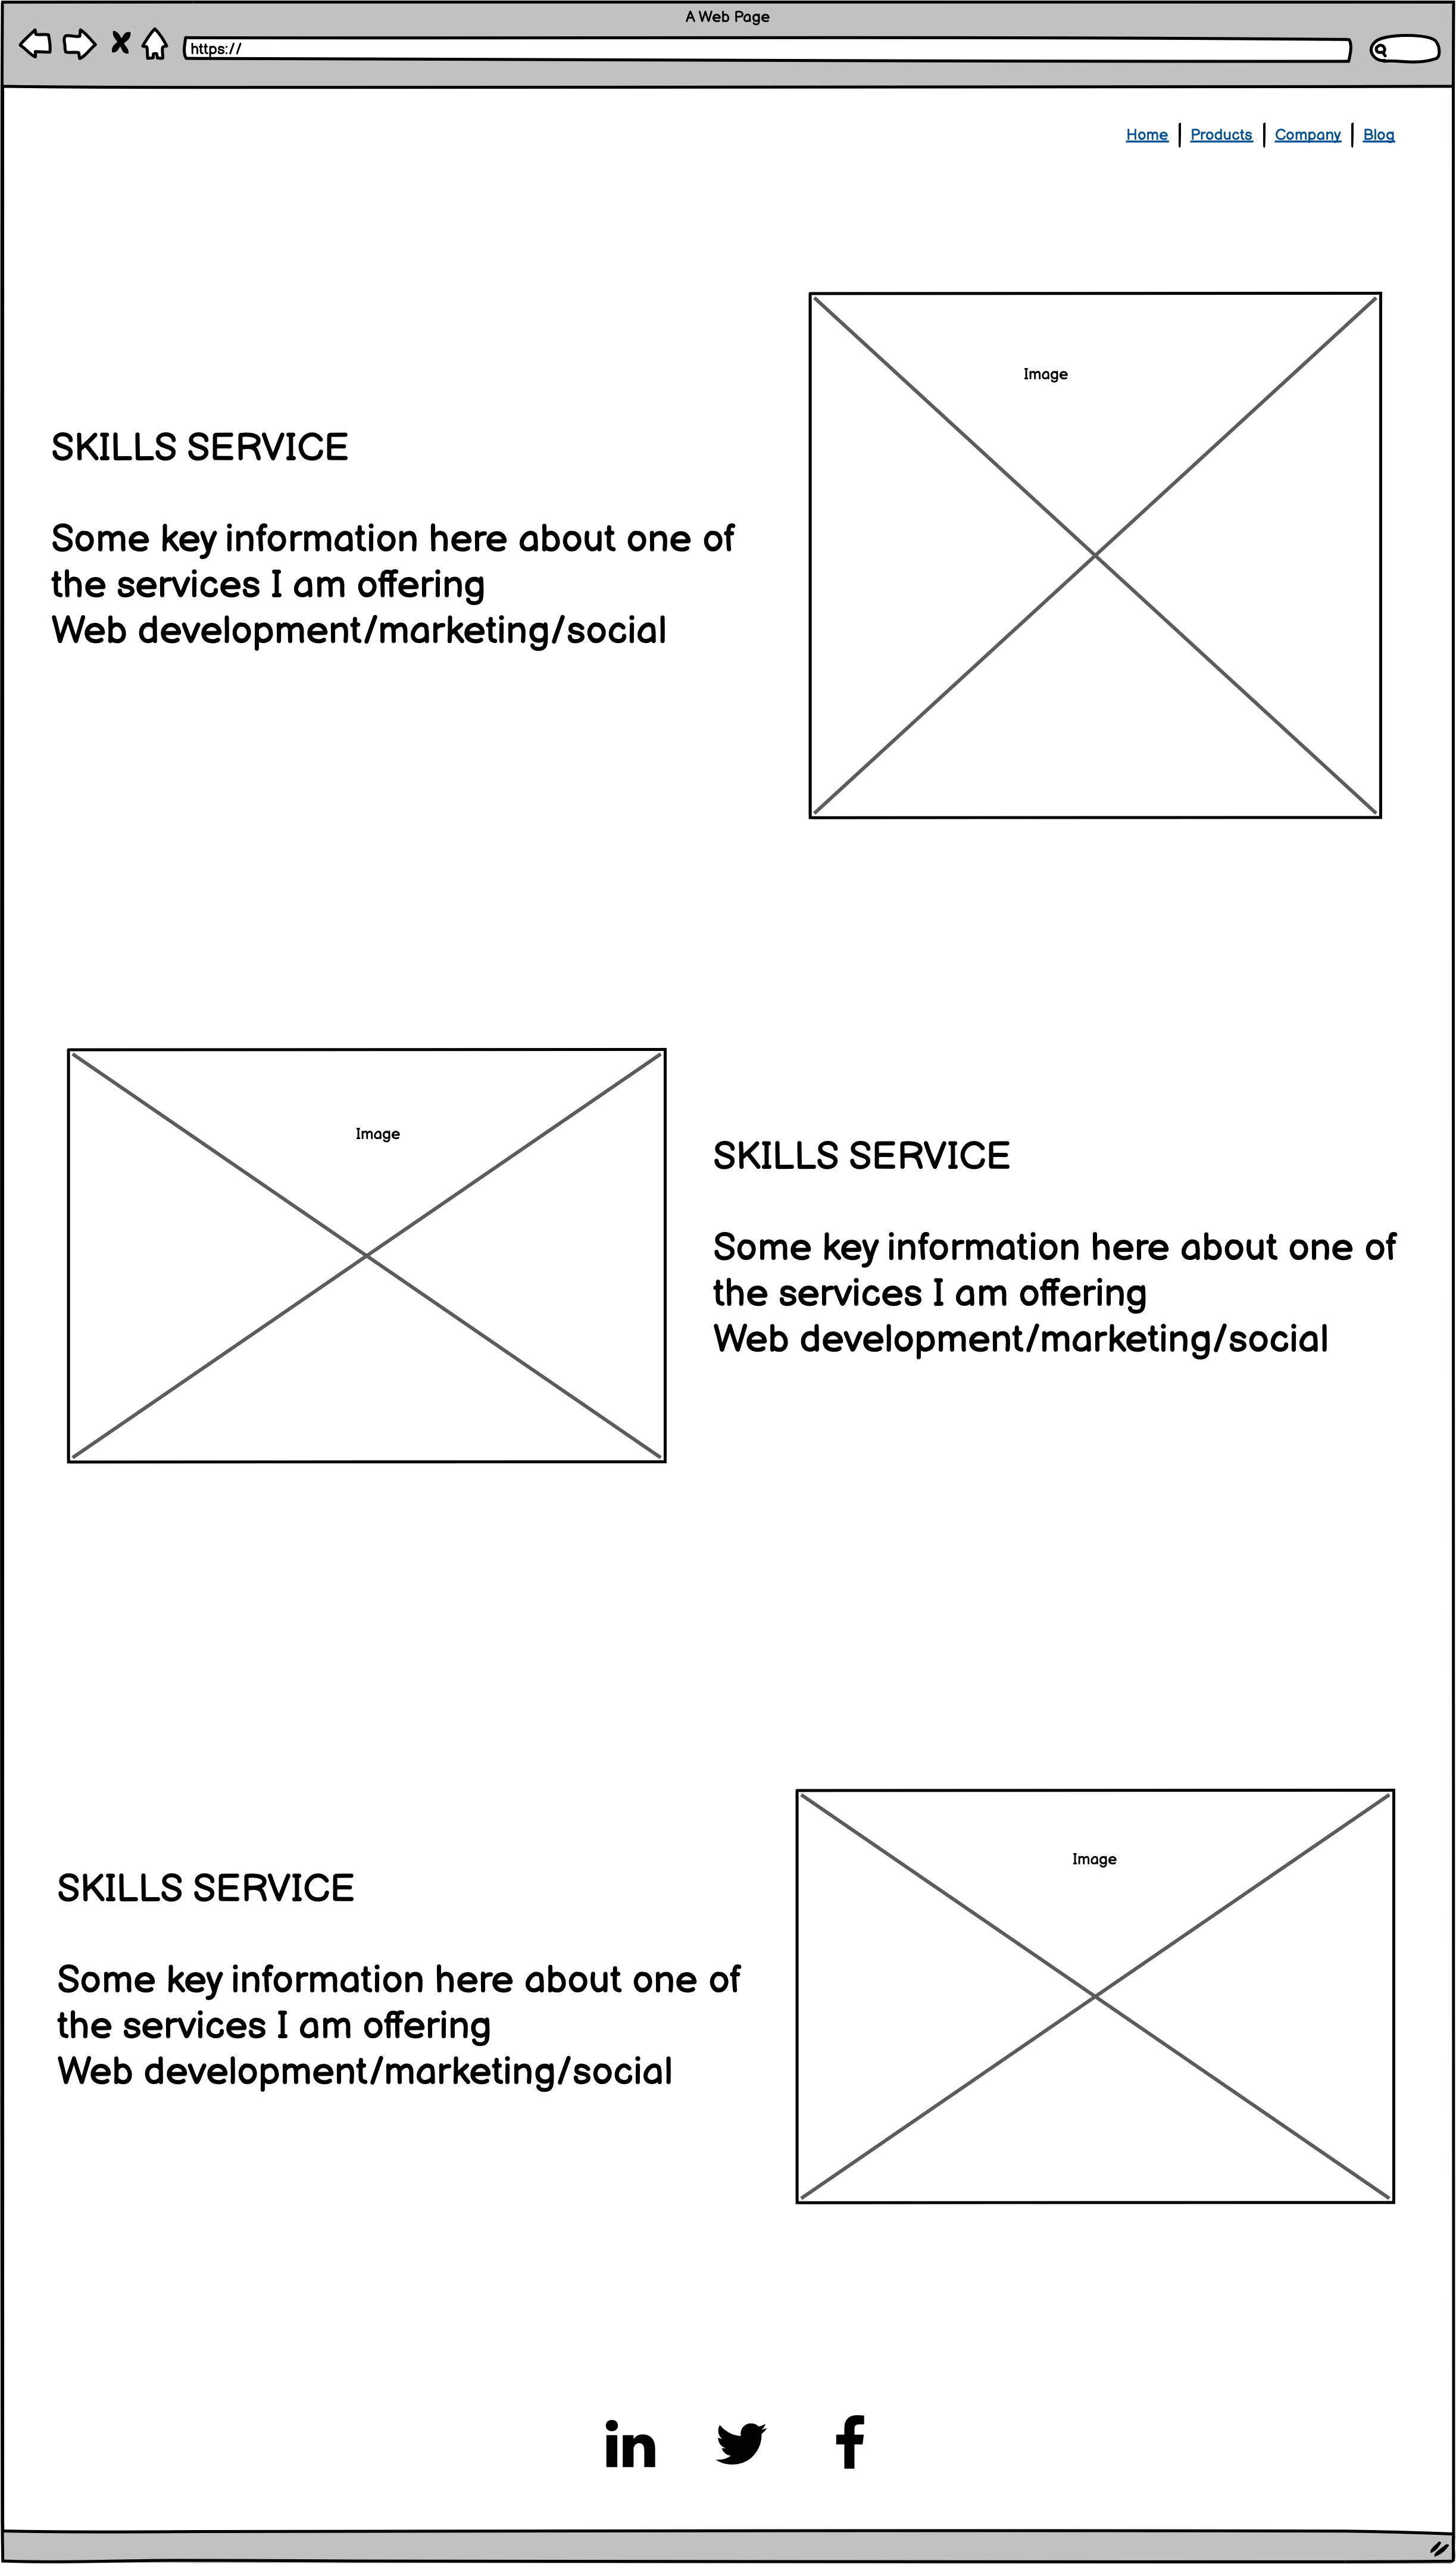 A Web Page
https://
Home | Products | Company | Blog
Image
SKILLS SERVICE
Some key information here about one of
the services I am offering
Web development/marketing/social
Image
SKILLS SERVICE
Some key information here about one of
the services I am offering
Web development/marketing/social
Image
SKILLS SERVICE
Some key information here about one of
the services I am offering
Web development/marketing/social
in f